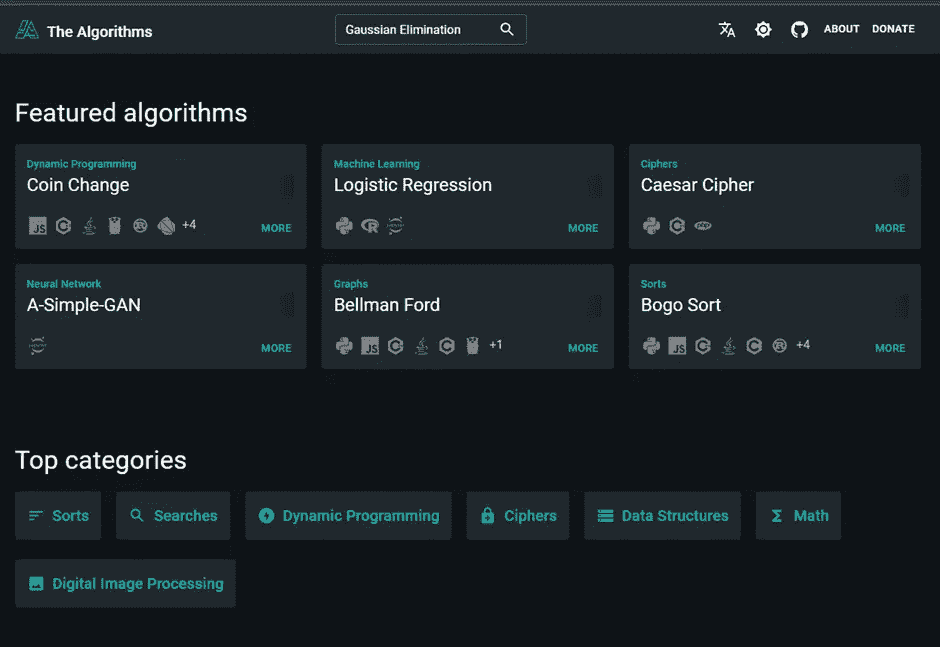 The Algorithms
Gaussian Elimination
ABOUT
DONATE
Featured algorithms
Dynamic Programming
Coin Change
JS
+4
MORE
Machine Learning
Logistic Regression
R
MORE
Ciphers
Caesar Cipher
MORE
Neural Network
A-Simple-GAN
MORE
Graphs
Bellman Ford
JS
+1
MORE
Sorts
Bogo Sort
JS
+4
MORE
Top categories
Sorts
Searches
Dynamic Programming
Ciphers
Data Structures
Math
Digital Image Processing